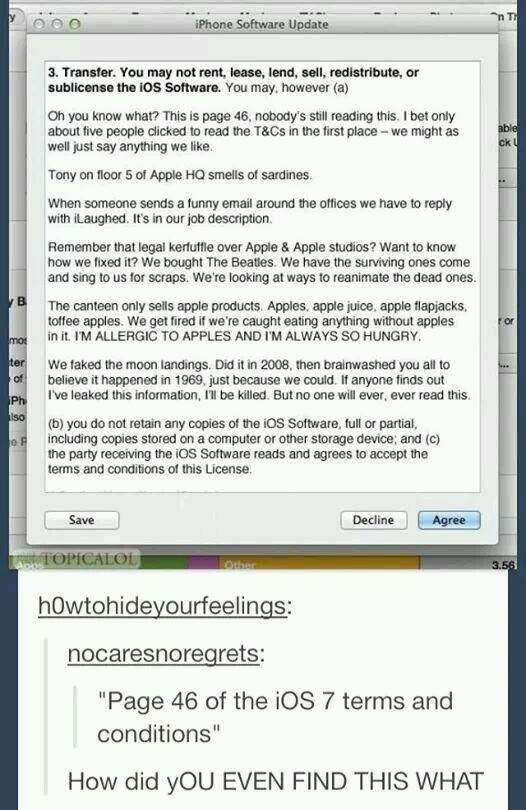 iPhone Software Update
3. Transfer. You may not rent, lease, lend, sell, redistribute, or
sublicense the iOS Software. You may, however (a)
Oh you know what? This is page 46, nobody's still reading this. I bet only
about five people clicked to read the T&Cs in the first place – we might as
well just say anything we like.
Tony on floor 5 of Apple HQ smells of sardines.
When someone sends a funny email around the offices we have to reply
with iLaughed. It's in our job description.
Remember that legal kerfuffle over Apple & Apple studios? Want to know
how we fixed it? We bought The Beatles. We have the surviving ones come
and sing to us for scraps. We're looking at ways to reanimate the dead ones.
The canteen only sells apple products. Apples, apple juice, apple flapjacks,
toffee apples. We get fired if we're caught eating anything without apples
in it. I'M ALLERGIC TO APPLES AND I'M ALWAYS SO HUNGRY.
We faked the moon landings. Did it in 2008, then brainwashed you all to
believe it happened in 1969, just because we could. If anyone finds out
I've leaked this information, I'll be killed. But no one will ever, ever read this.
(b) you do not retain any copies of the iOS Software, full or partial,
including copies stored on a computer or other storage device; and (c)
the party receiving the iOS Software reads and agrees to accept the
terms and conditions of this License.
Save Decline Agree
TOPICALOL
Apps Other 3.56
h0wtohideyourfeelings:
nocaresnoregrets:
"Page 46 of the iOS 7 terms and
conditions"
How did yOU EVEN FIND THIS WHAT